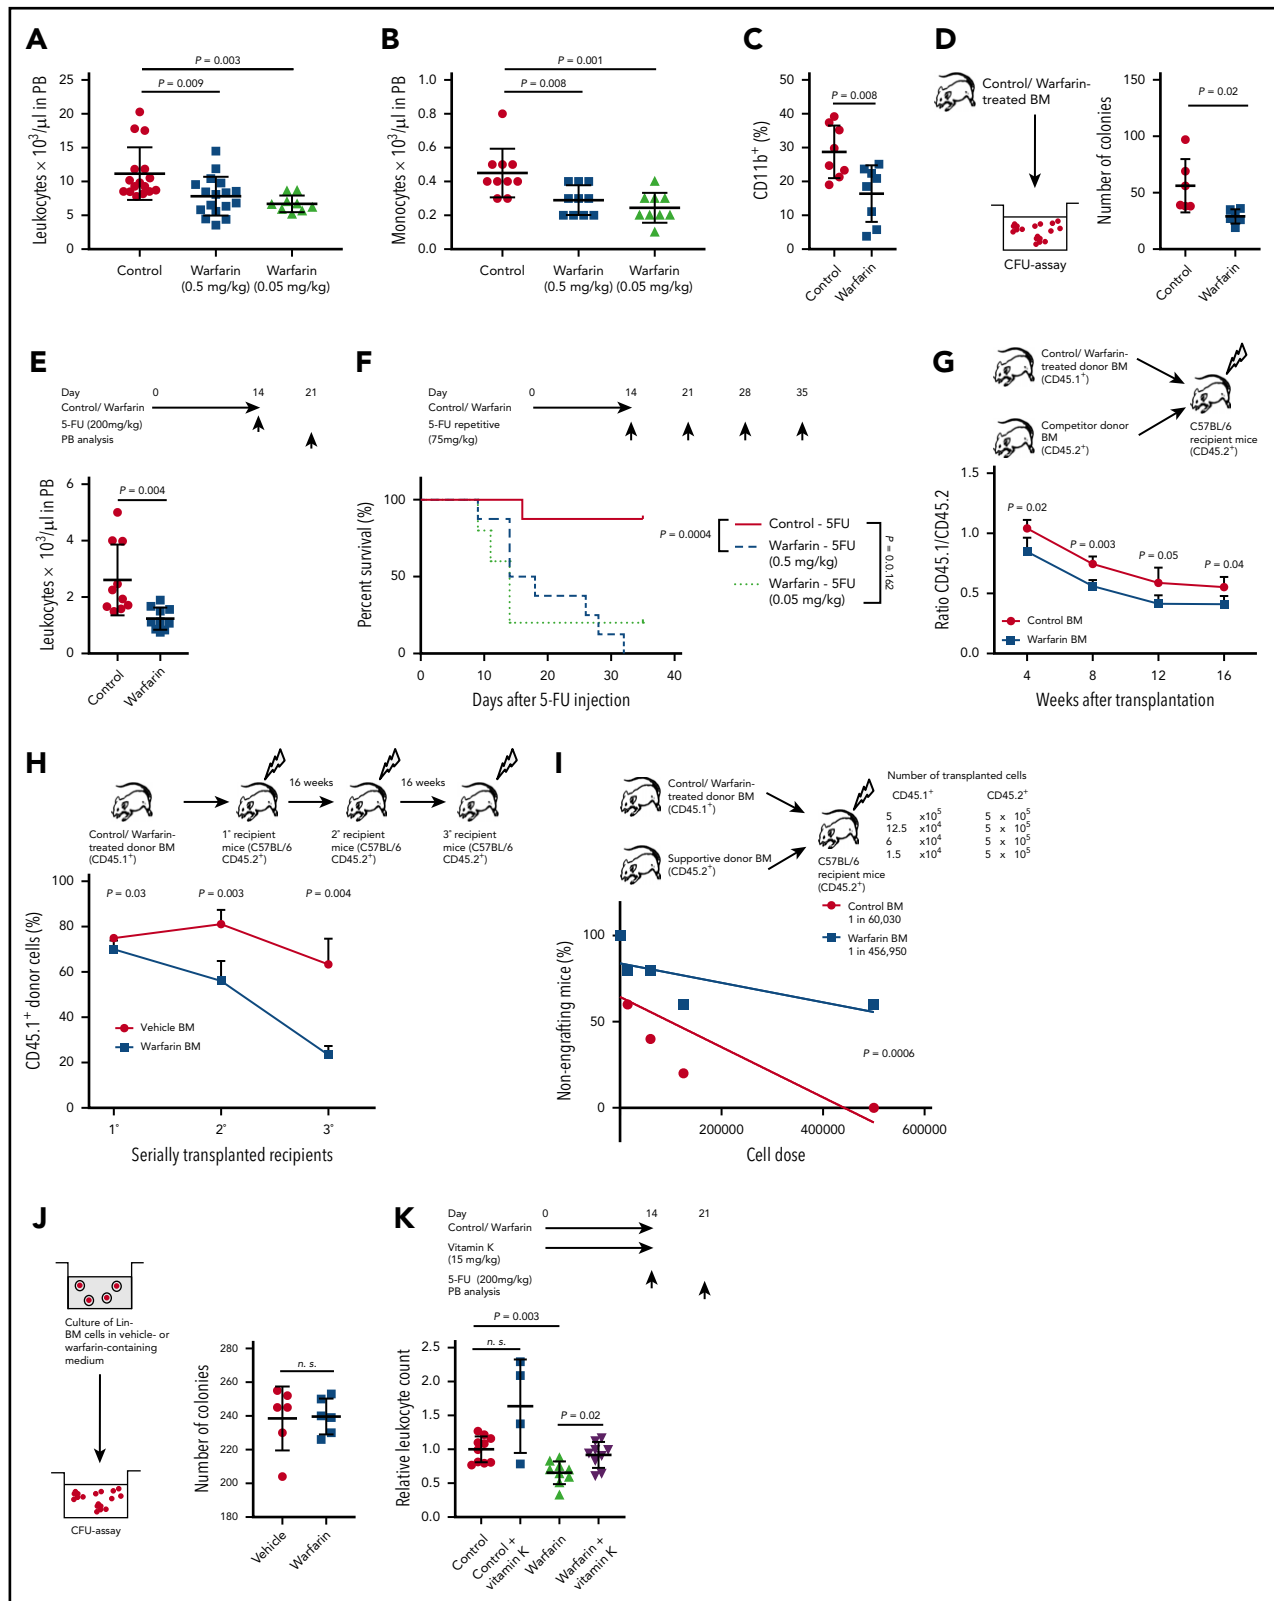 A
P = 0.003
P = 0.009
Leukocytes × 10³/µl in PB
25
20
15
10
5
0
Control
Warfarin
(0.5 mg/kg)
Warfarin
(0.05 mg/kg)
B
P = 0.001
P = 0.008
Monocytes × 10³/µl in PB
1.0
0.8
0.6
0.4
0.2
0.0
Control
Warfarin
(0.5 mg/kg)
Warfarin
(0.05 mg/kg)
C
P = 0.008
CD11b⁺ (%)
50
40
30
20
10
0
Control
Warfarin
D
Control/ Warfarin-
treated BM
CFU-assay
P = 0.02
Number of colonies
150
100
50
0
Control
Warfarin
E
Day 0 14 21
Control/ Warfarin
5-FU (200mg/kg)
PB analysis
P = 0.004
Leukocytes × 10³/µl in PB
6
4
2
0
Control
Warfarin
F
Day 0 14 21 28 35
Control/ Warfarin
5-FU repetitive
(75mg/kg)
Percent survival (%)
100
50
0
0 10 20 30 40
Days after 5-FU injection
P = 0.0004
Control - 5FU
Warfarin - 5FU
(0.5 mg/kg)
Warfarin - 5FU
(0.05 mg/kg)
P = 0.0.162
G
Control/ Warfarin-
treated donor BM
(CD45.1⁺)
Competitor donor
BM
(CD45.2⁺)
C57BL/6
recipient mice
(CD45.2⁺)
Ratio CD45.1/CD45.2
1.5
1.0
0.5
0.0
P = 0.02
P = 0.003
P = 0.05
P = 0.04
Control BM
Warfarin BM
4 8 12 16
Weeks after transplantation
H
16 weeks
16 weeks
Control/ Warfarin-
treated donor BM
(CD45.1⁺)
1° recipient
mice (C57BL/6
CD45.2⁺)
2° recipient
mice (C57BL/6
CD45.2⁺)
3° recipient
mice (C57BL/6
CD45.2⁺)
CD45.1⁺ donor cells (%)
100
80
60
40
20
0
P = 0.03
P = 0.003
P = 0.004
Vehicle BM
Warfarin BM
1° 2° 3°
Serially transplanted recipients
I
Control/ Warfarin-
treated donor BM
(CD45.1⁺)
Supportive donor BM
(CD45.2⁺)
C57BL/6
recipient mice
(CD45.2⁺)
Number of transplanted cells
CD45.1⁺ CD45.2⁺
5 x10⁵ 5 x 10⁵
12.5 x10⁴ 5 x 10⁵
6 x10⁴ 5 x 10⁵
1.5 x10⁴ 5 x 10⁵
Control BM
1 in 60,030
Warfarin BM
1 in 456,950
Non-engrafting mice (%)
100
50
0
P = 0.0006
200000 400000 600000
Cell dose
J
Culture of Lin-
BM cells in vehicle- or
warfarin-containing
medium
CFU-assay
n. s.
Number of colonies
280
260
240
220
200
180
Vehicle
Warfarin
K
Day 0 14 21
Control/ Warfarin
Vitamin K
(15 mg/kg)
5-FU (200mg/kg)
PB analysis
P = 0.003
n. s.
P = 0.02
Relative leukocyte count
2.5
2.0
1.5
1.0
0.5
0.0
Control
Control +
vitamin K
Warfarin
Warfarin +
vitamin K